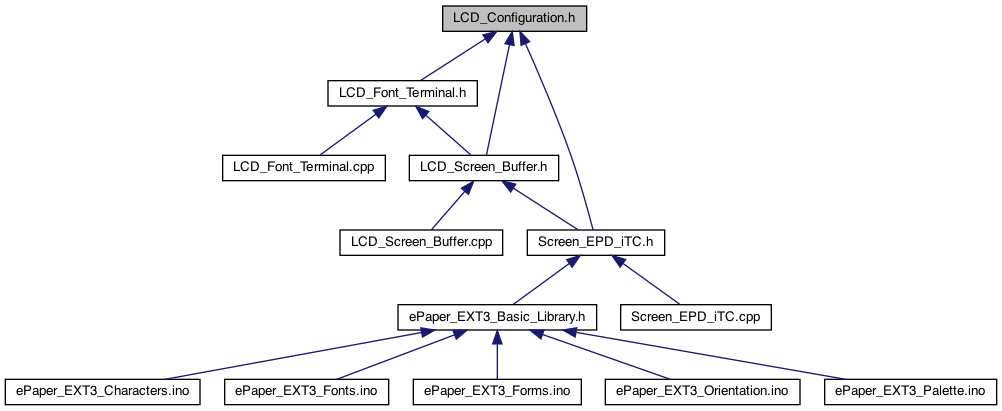 LCD_Configuration.h
LCD_Font_Terminal.h
LCD_Font_Terminal.cpp
LCD_Screen_Buffer.h
LCD_Screen_Buffer.cpp
Screen_EPD_iTC.h
ePaper_EXT3_Basic_Library.h
Screen_EPD_iTC.cpp
ePaper_EXT3_Characters.ino
ePaper_EXT3_Fonts.ino
ePaper_EXT3_Forms.ino
ePaper_EXT3_Orientation.ino
ePaper_EXT3_Palette.ino